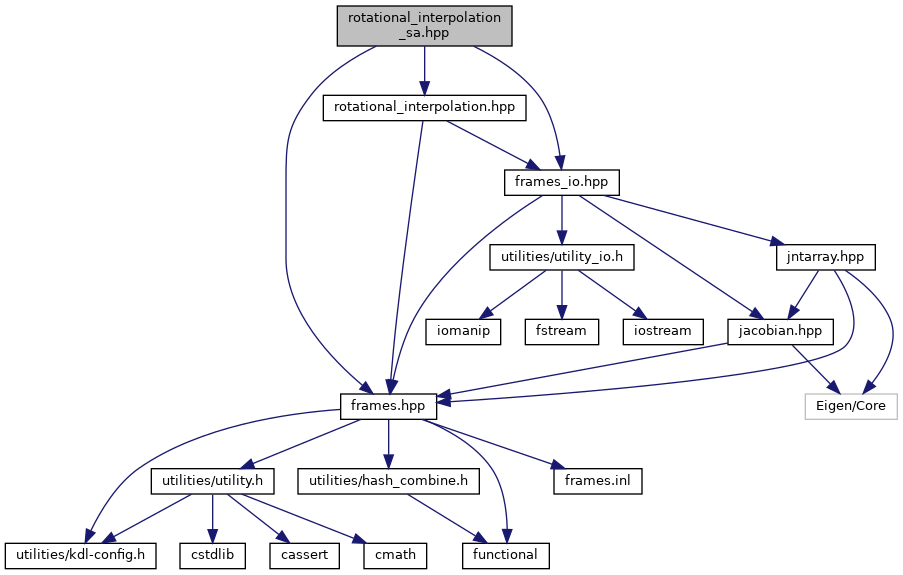 rotational_interpolation
_sa.hpp
rotational_interpolation.hpp
frames_io.hpp
utilities/utility_io.h
jntarray.hpp
iomanip
fstream
iostream
jacobian.hpp
frames.hpp
Eigen/Core
utilities/utility.h
utilities/hash_combine.h
frames.inl
utilities/kdl-config.h
cstdlib
cassert
cmath
functional